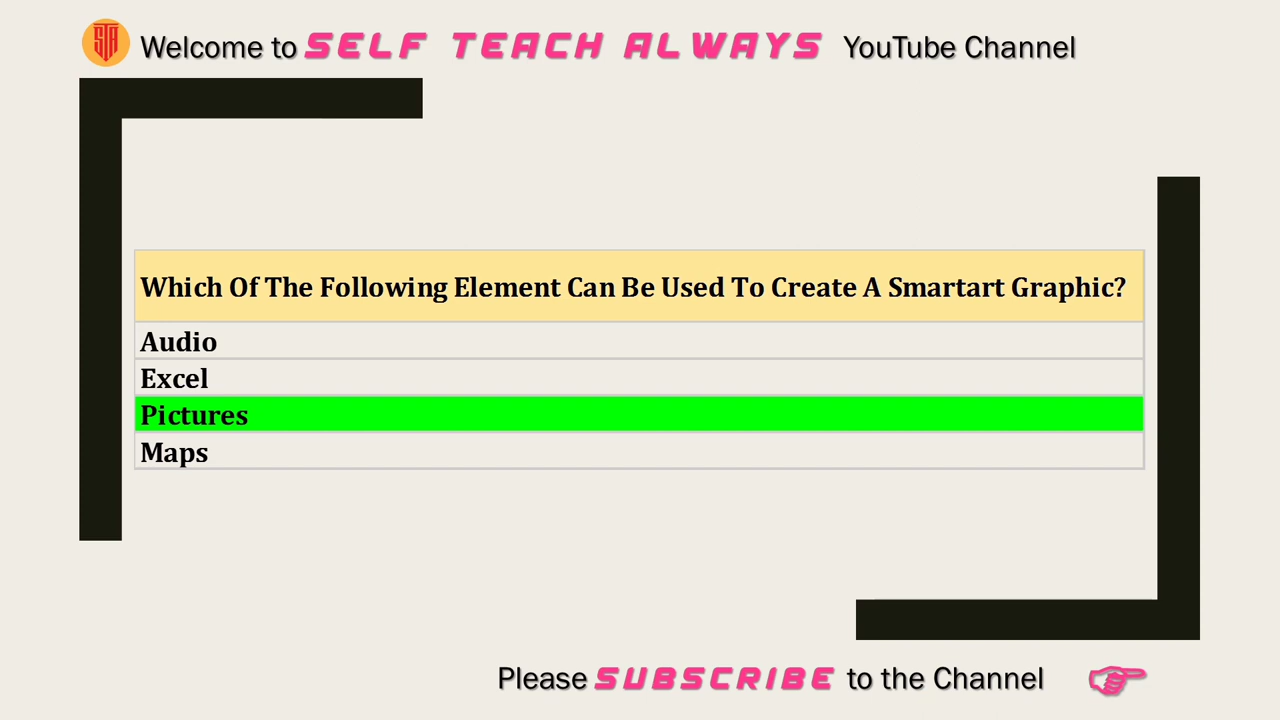 STA
Welcome to SELF TEACH ALWAYS YouTube Channel
Which Of The Following Element Can Be Used To Create A Smartart Graphic?
Audio
Excel
Pictures
Maps
Please SUBSCRIBE to the Channel